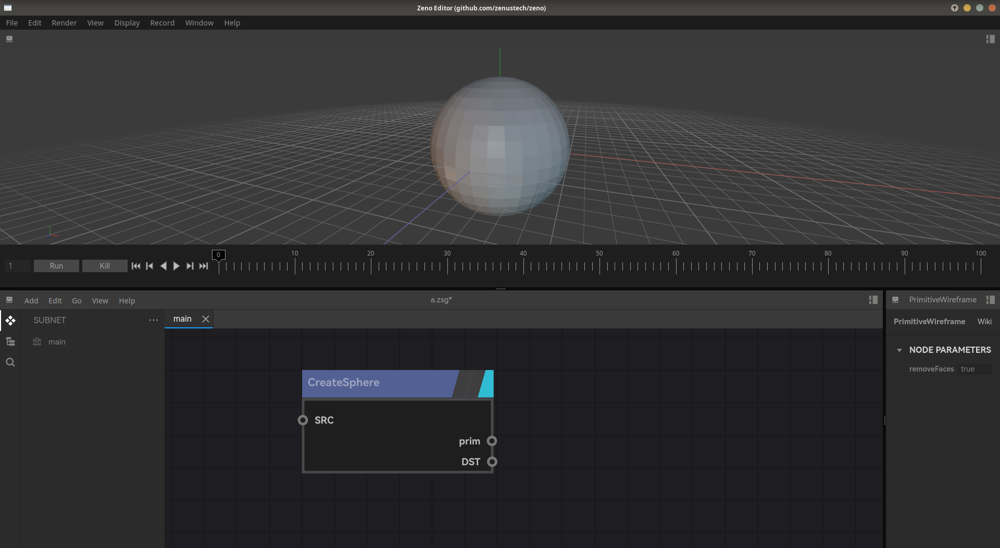 Zeno Editor (github.com/zenustech/zeno)
File Edit Render View Display Record Window Help
0 10 20 30 40 50 60 70 80 90 100
1 Run Kill
Add Edit Go View Help
a.zsg*
PrimitiveWireframe
SUBNET
main
main
PrimitiveWireframe Wiki
NODE PARAMETERS
removeFaces true
CreateSphere
SRC
prim
DST